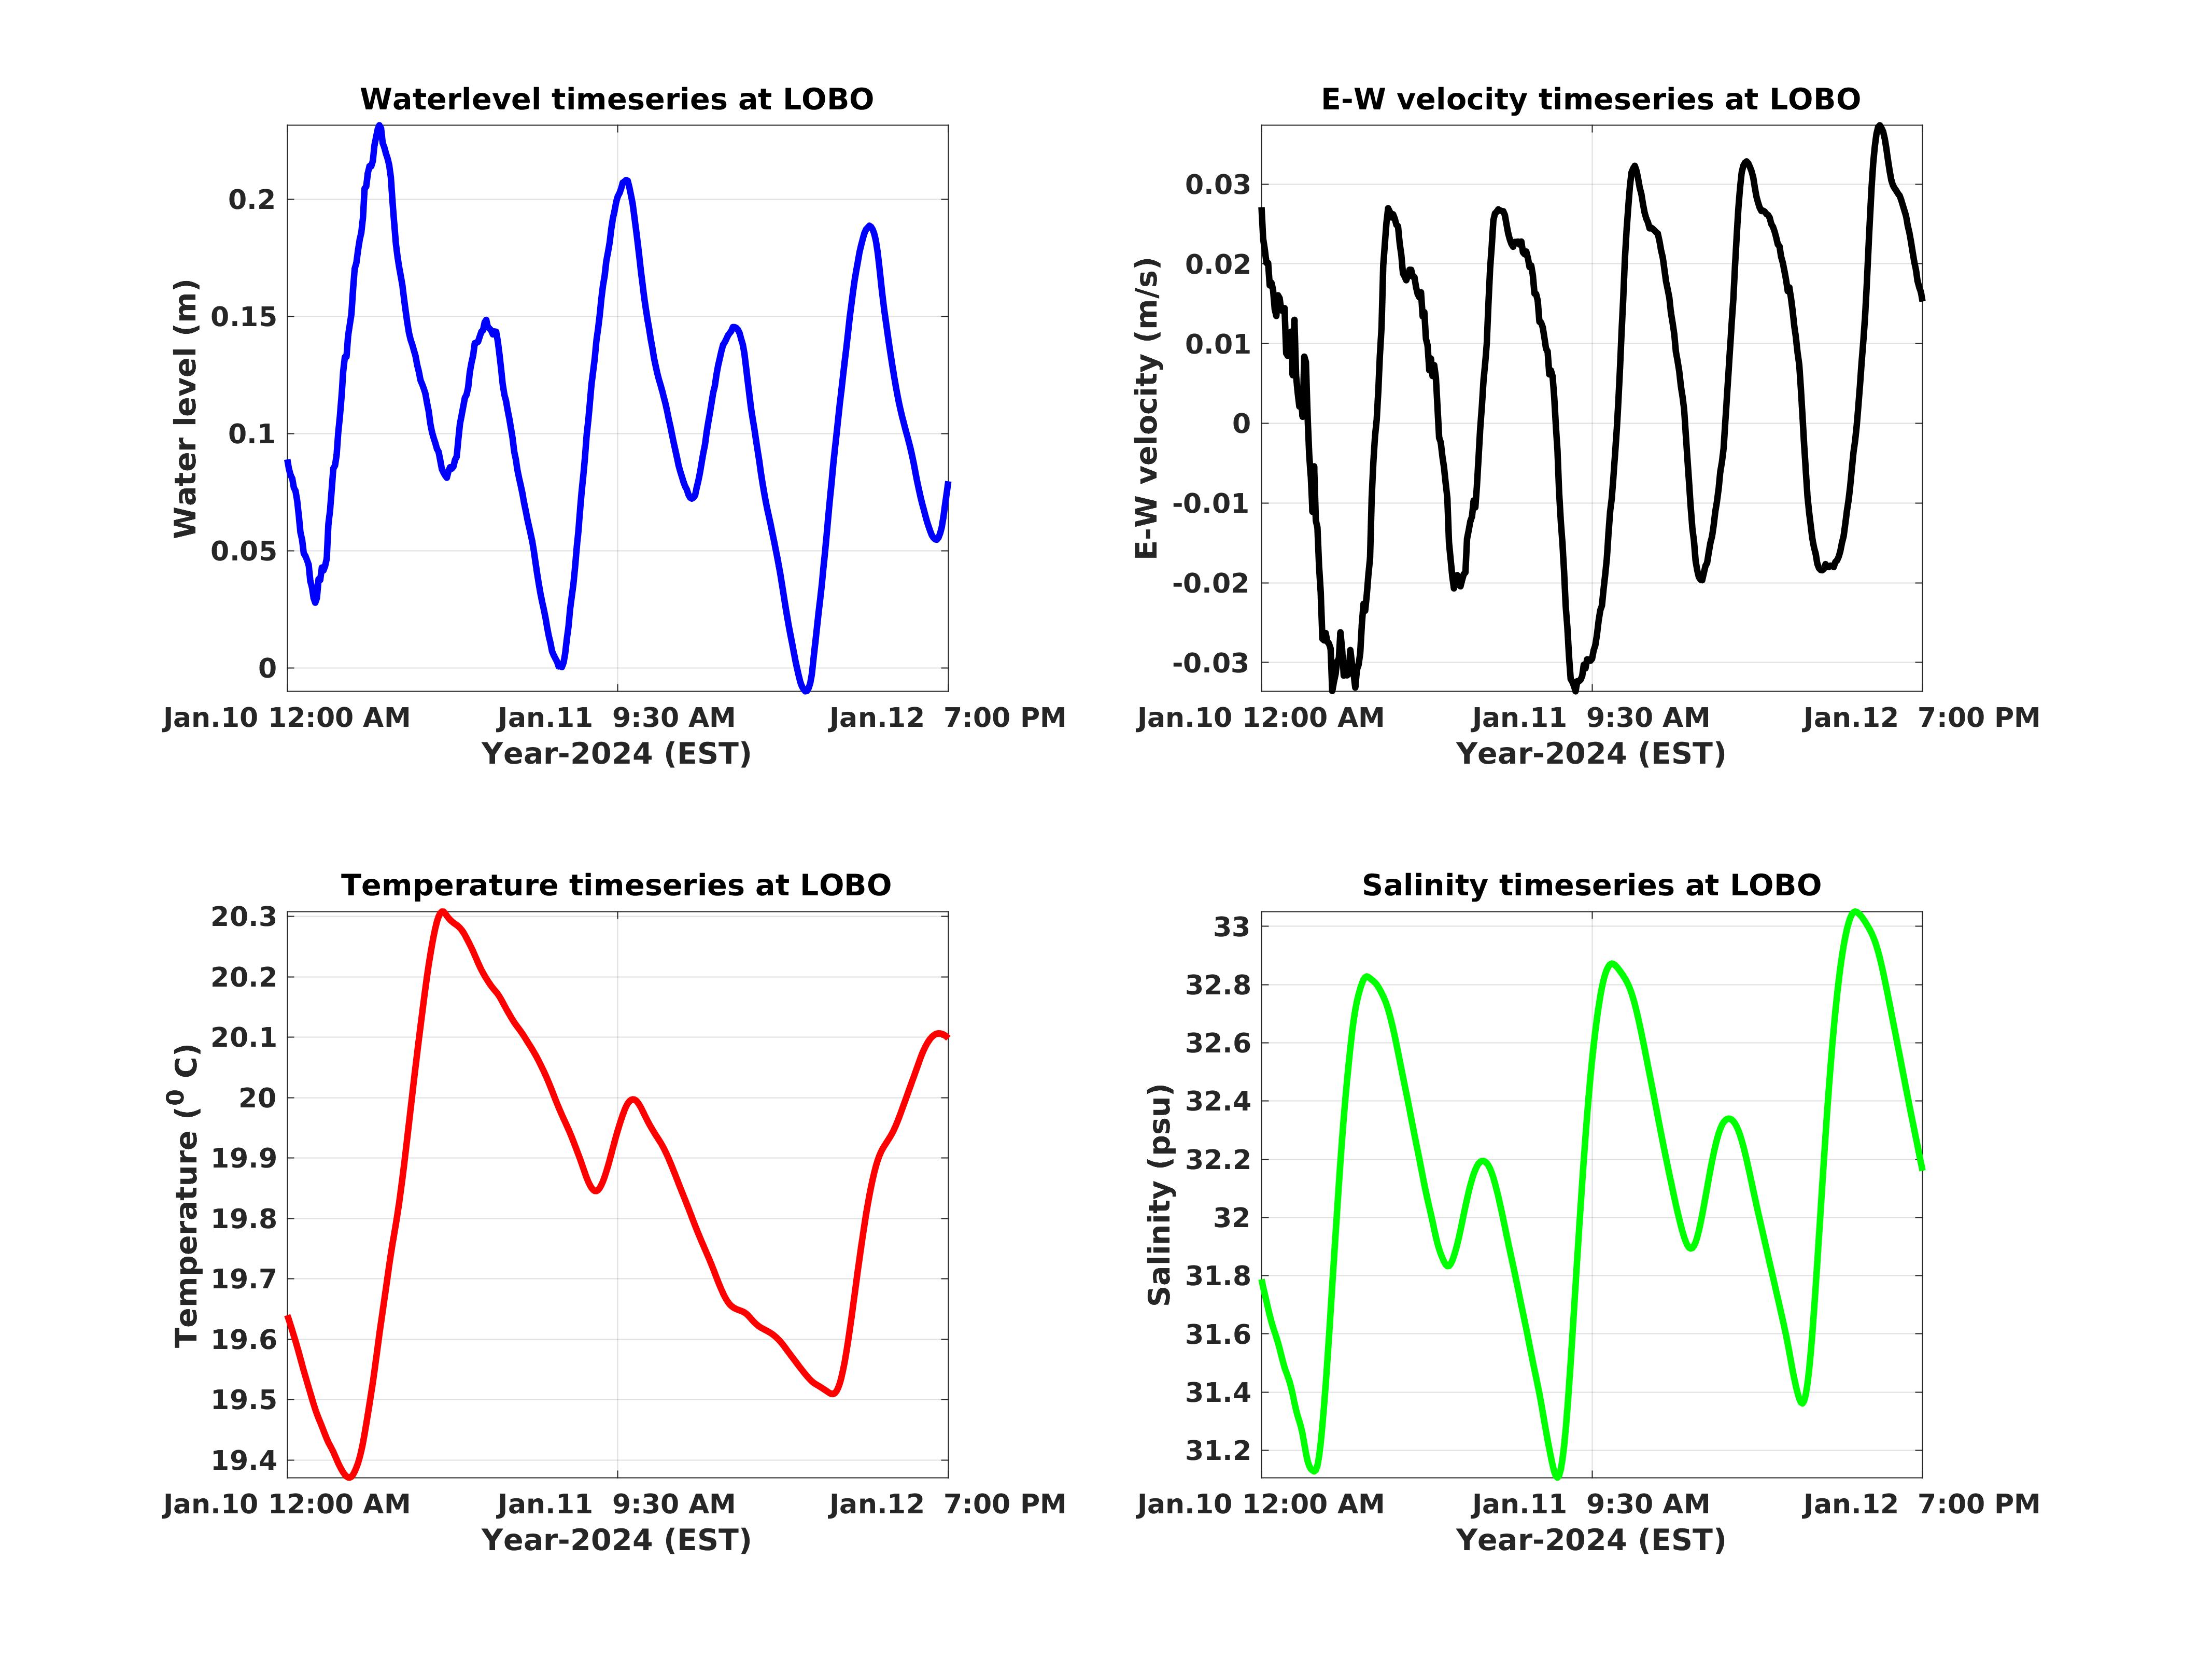 Waterlevel timeseries at LOBO
0.2
0.15
0.1
0.05
0
Water level (m)
Jan.10 12:00 AM Jan.11 9:30 AM Jan.12 7:00 PM
Year-2024 (EST)
E-W velocity timeseries at LOBO
0.03
0.02
0.01
0
-0.01
-0.02
-0.03
E-W velocity (m/s)
Jan.10 12:00 AM Jan.11 9:30 AM Jan.12 7:00 PM
Year-2024 (EST)
Temperature timeseries at LOBO
20.3
20.2
20.1
20
19.9
19.8
19.7
19.6
19.5
19.4
Temperature (⁰ C)
Jan.10 12:00 AM Jan.11 9:30 AM Jan.12 7:00 PM
Year-2024 (EST)
Salinity timeseries at LOBO
33
32.8
32.6
32.4
32.2
32
31.8
31.6
31.4
31.2
Salinity (psu)
Jan.10 12:00 AM Jan.11 9:30 AM Jan.12 7:00 PM
Year-2024 (EST)